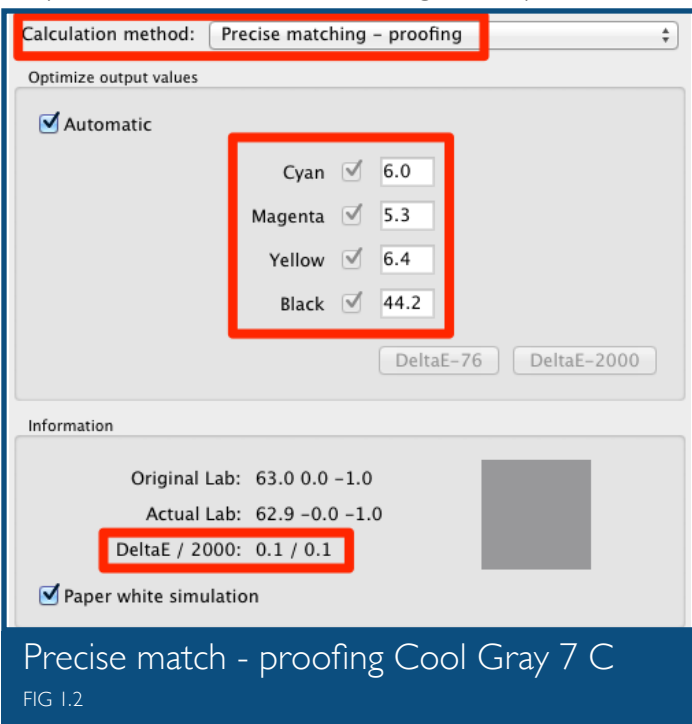 Calculation method: Precise matching – proofing
Optimize output values
Automatic
Cyan 6.0
Magenta 5.3
Yellow 6.4
Black 44.2
DeltaE-76 DeltaE-2000
Information
Original Lab: 63.0 0.0 -1.0
Actual Lab: 62.9 -0.0 -1.0
DeltaE / 2000: 0.1 / 0.1
Paper white simulation
Precise match - proofing Cool Gray 7 C
FIG 1.2